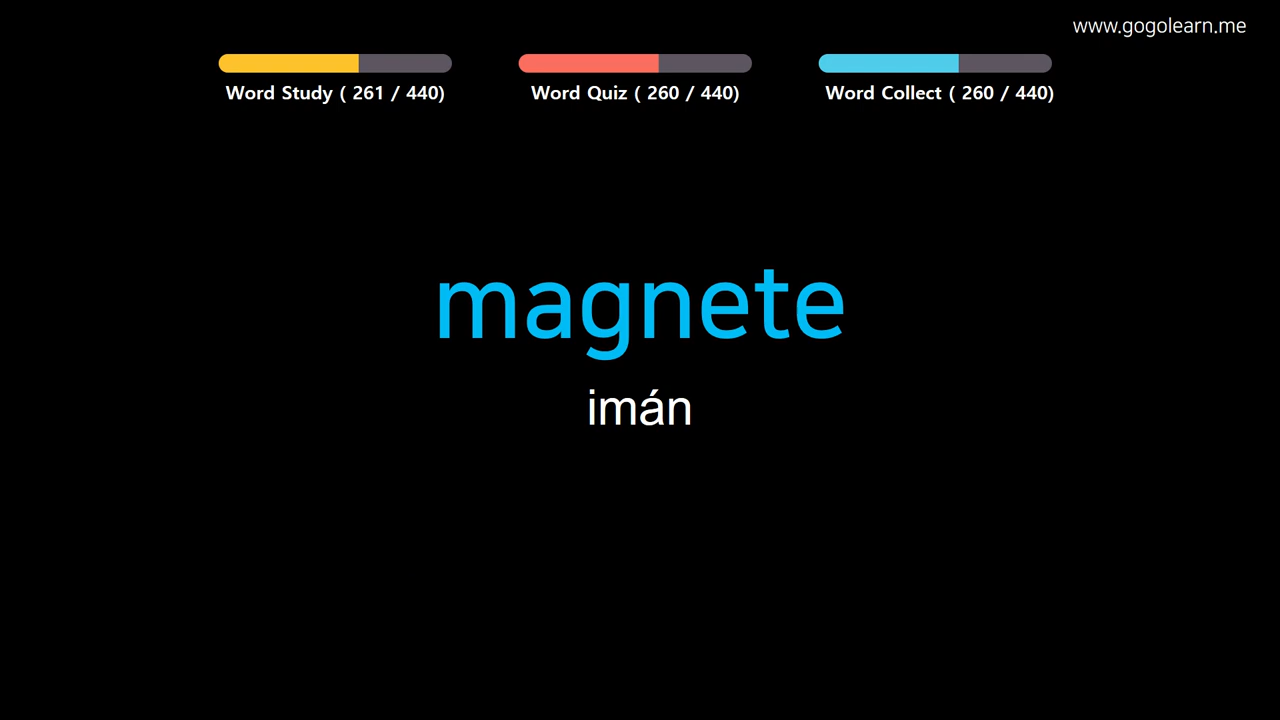 www.gogolearn.me
Word Study ( 261 / 440)
Word Quiz ( 260 / 440)
Word Collect ( 260 / 440)
magnete
imán